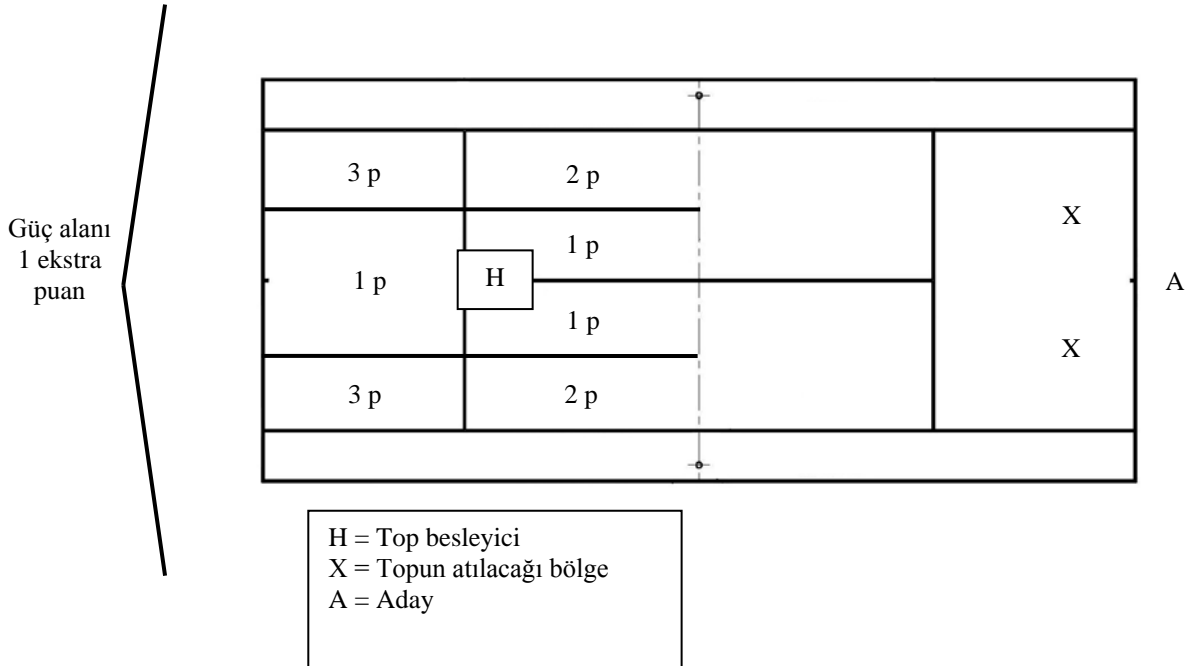 3 p
2 p
Güç alanı
1 ekstra
puan
1 p
X
1 p
H
A
1 p
X
3 p
2 p
H = Top besleyici
X = Topun atılacağı bölge
A = Aday